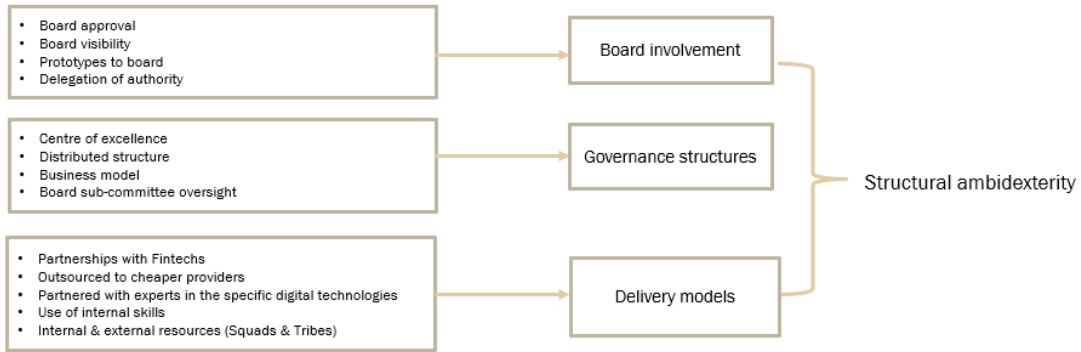 • Board approval
• Board visibility
• Prototypes to board
• Delegation of authority
Board involvement
• Centre of excellence
• Distributed structure
• Business model
• Board sub-committee oversight
Governance structures
Structural ambidexterity
• Partnerships with Fintechs
• Outsourced to cheaper providers
• Partnered with experts in the specific digital technologies
• Use of internal skills
• Internal & external resources (Squads & Tribes)
Delivery models